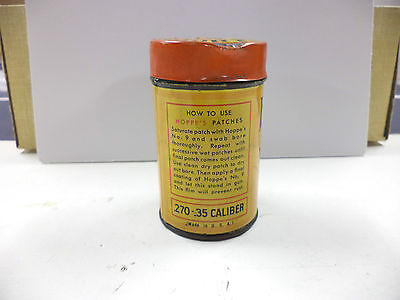 HOW TO USE
HOPPE'S PATCHES
Saturate patch with Hoppe's
No. 9 and swab bore
thoroughly. Repeat with
successive wet patches until
final patch comes out clean.
Use clean dry patch to dry
out bore. Then apply a final
coating of Hoppe's No. 9
and let this stand in gun.
This film will prevent rust.
.270-.35 CALIBER
Made in U. S. A.